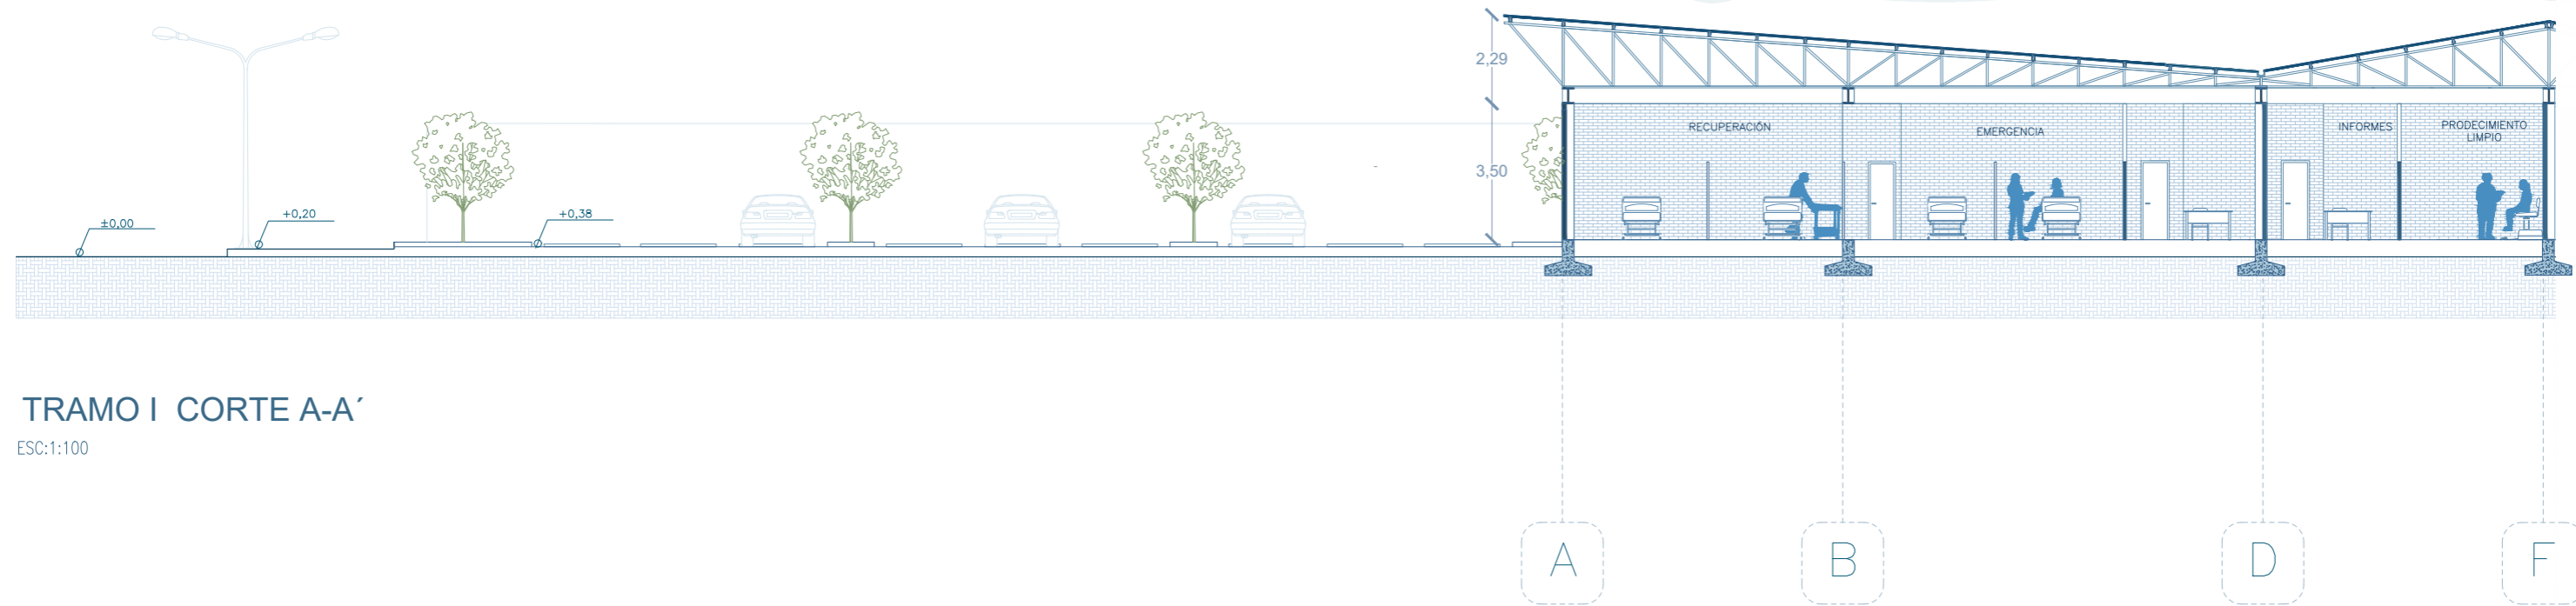 2,29
3,50
RECUPERACIÓN
EMERGENCIA
INFORMES
PRODECIMIENTO
LIMPIO
±0,00
+0,20
+0,38
TRAMO I CORTE A-A´
ESC:1:100
A
B
D
F